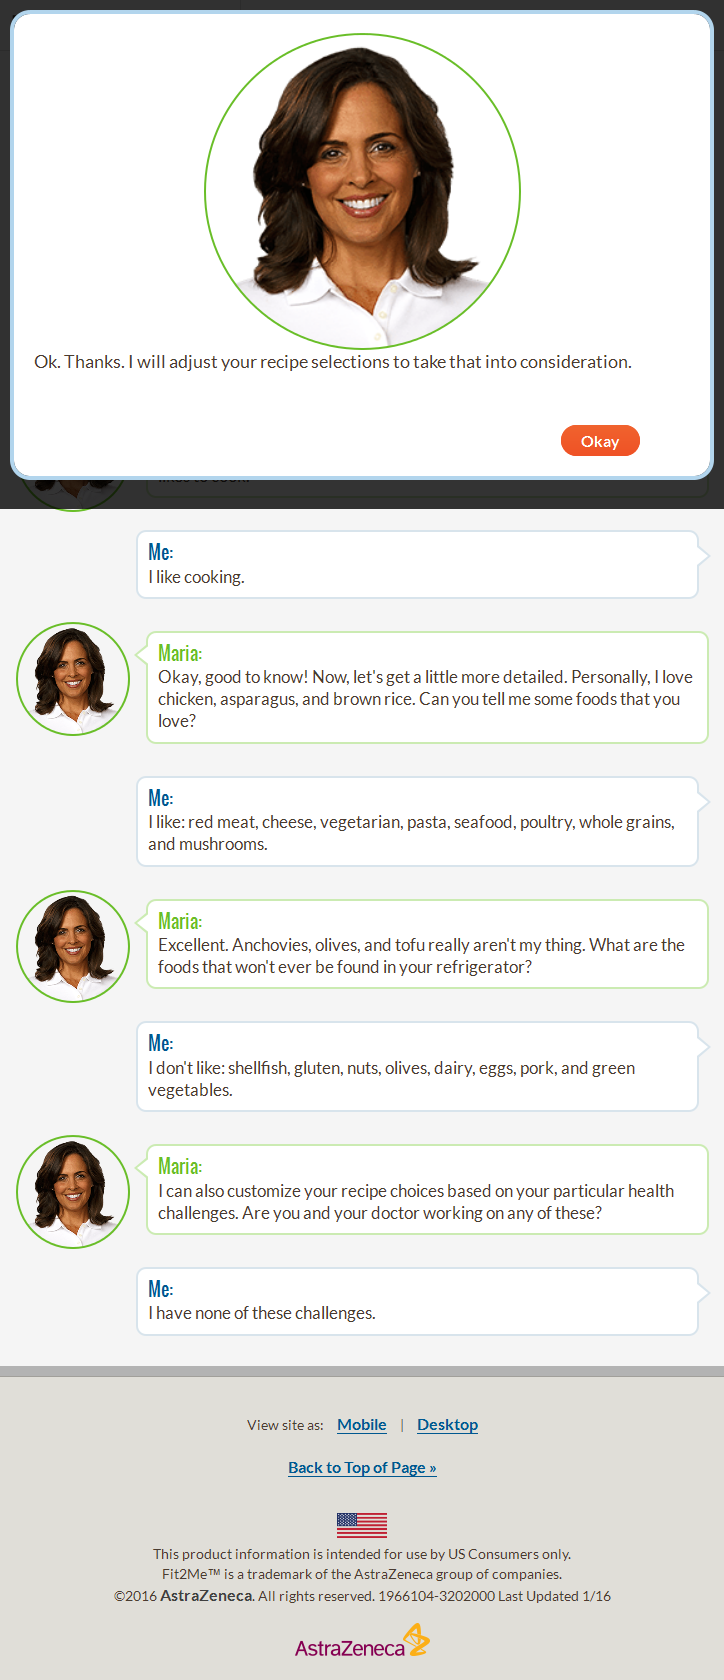 Ok. Thanks. I will adjust your recipe selections to take that into consideration.
Okay
Me:
I like cooking.
Maria:
Okay, good to know! Now, let's get a little more detailed. Personally, I love
chicken, asparagus, and brown rice. Can you tell me some foods that you
love?
Me:
I like: red meat, cheese, vegetarian, pasta, seafood, poultry, whole grains,
and mushrooms.
Maria:
Excellent. Anchovies, olives, and tofu really aren't my thing. What are the
foods that won't ever be found in your refrigerator?
Me:
I don't like: shellfish, gluten, nuts, olives, dairy, eggs, pork, and green
vegetables.
Maria:
I can also customize your recipe choices based on your particular health
challenges. Are you and your doctor working on any of these?
Me:
I have none of these challenges.
View site as: Mobile | Desktop
Back to Top of Page »
This product information is intended for use by US Consumers only.
Fit2Me™ is a trademark of the AstraZeneca group of companies.
©2016 AstraZeneca. All rights reserved. 1966104-3202000 Last Updated 1/16
AstraZeneca